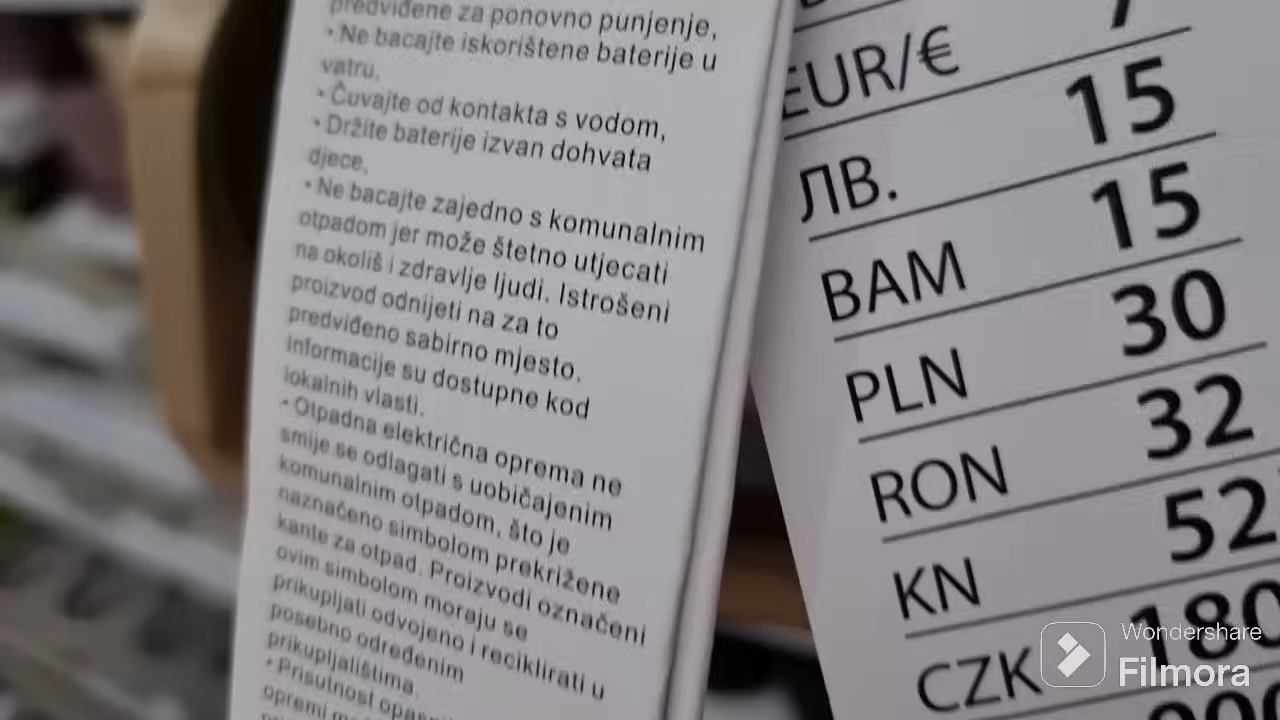 predviđene za ponovno punjenje,
• Ne bacajte iskorištene baterije u
vatru,
• Čuvajte od kontakta s vodom,
• Držite baterije izvan dohvata
djece,
• Ne bacajte zajedno s komunalnim
otpadom jer može štetno utjecati
na okoliš i zdravlje ljudi. Istrošeni
proizvod odnijeti na za to
predviđeno sabirno mjesto.
informacije su dostupne kod
lokalnih vlasti.
• Otpadna električna oprema ne
smije se odlagati s uobičajenim
komunalnim otpadom, što je
naznačeno simbolom prekrižene
kante za otpad. Proizvodi označeni
ovim simbolom moraju se
prikupljati odvojeno i reciklirati u
posebno određenim
prikupljalištima.
• Prisutnost
opremi
EUR/€ 7
ЛВ. 15
BAM 15
PLN 30
RON 32
KN 52
CZK 180
Wondershare
Filmora